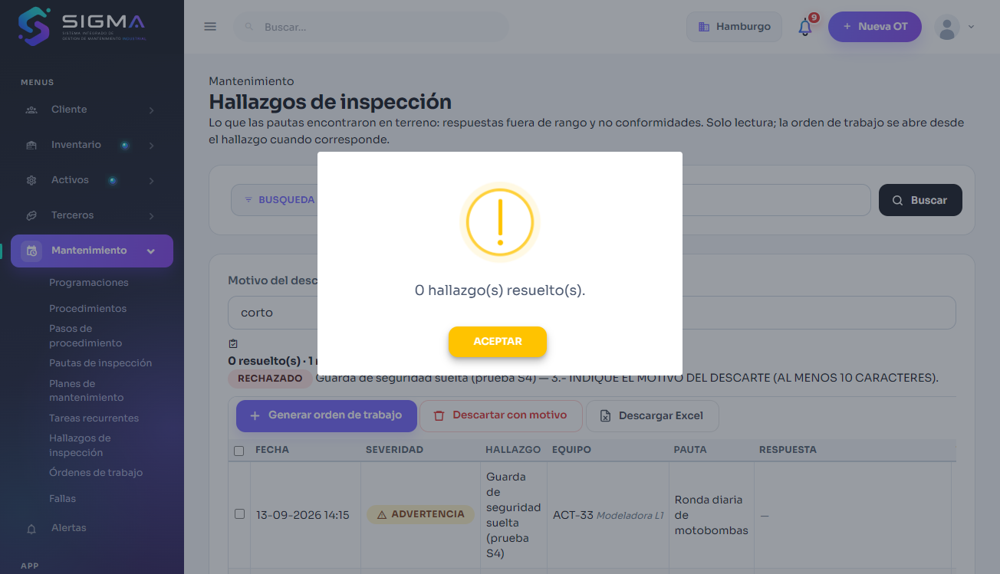 SIGMA
SISTEMA INTEGRADO DE
GESTIÓN DE MANTENIMIENTO INDUSTRIAL
Buscar...
Hamburgo
9
+ Nueva OT
MENUS
Cliente
Inventario
Activos
Terceros
Mantenimiento
Programaciones
Procedimientos
Pasos de
procedimiento
Pautas de inspección
Planes de
mantenimiento
Tareas recurrentes
Hallazgos de
inspección
Órdenes de trabajo
Fallas
Alertas
APP
Mantenimiento
Hallazgos de inspección
Lo que las pautas encontraron en terreno: respuestas fuera de rango y no conformidades. Solo lectura; la orden de trabajo se abre desde
el hallazgo cuando corresponde.
BUSQUEDA
Buscar
Motivo del desc
corto
0 resuelto(s) · 1
RECHAZADO Guarda de seguridad suelta (prueba S4) — 3.- INDIQUE EL MOTIVO DEL DESCARTE (AL MENOS 10 CARACTERES).
0 hallazgo(s) resuelto(s).
ACEPTAR
+ Generar orden de trabajo
Descartar con motivo
Descargar Excel
FECHA SEVERIDAD HALLAZGO EQUIPO PAUTA RESPUESTA
13-09-2026 14:15
ADVERTENCIA
Guarda
de
seguridad
suelta
(prueba
S4)
ACT-33 Modeladora L1
Ronda diaria
de
motobombas
—